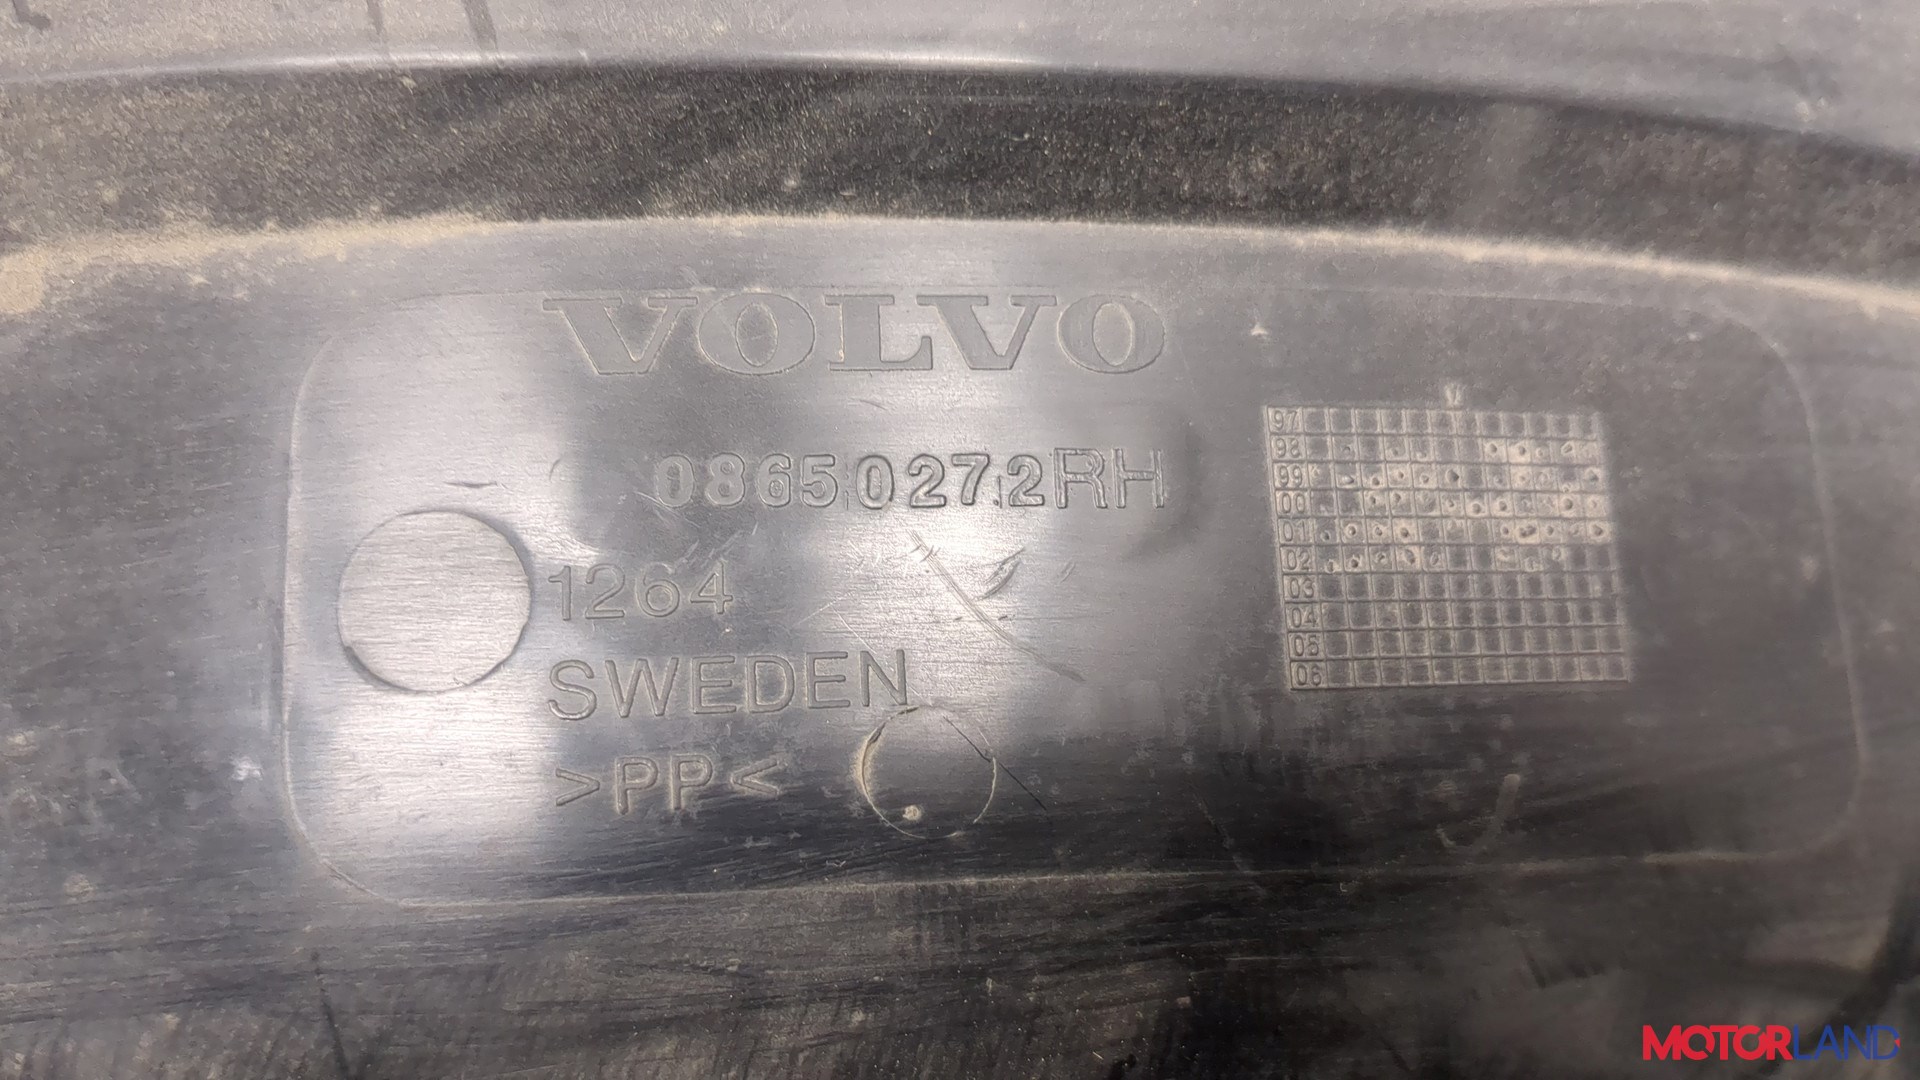 VOLVO
08650272RH
1264
SWEDEN
>PP<
97
98
99
00
01
02
03
04
05
06
MOTORLAND